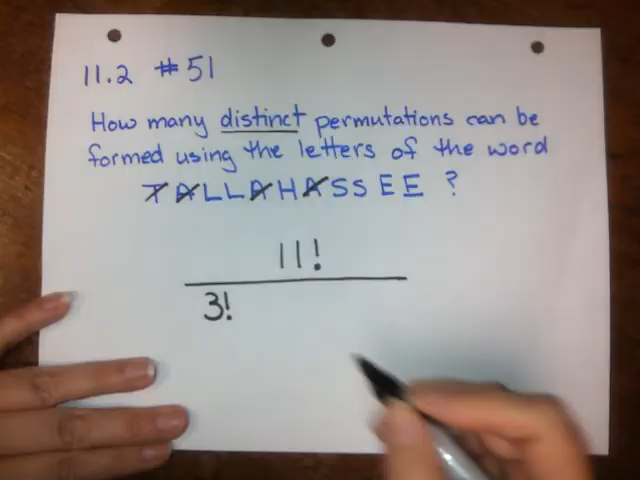 11.2 #51
How many distinct permutations can be
formed using the letters of the word
TALLAHASSEE ?
11!
3!